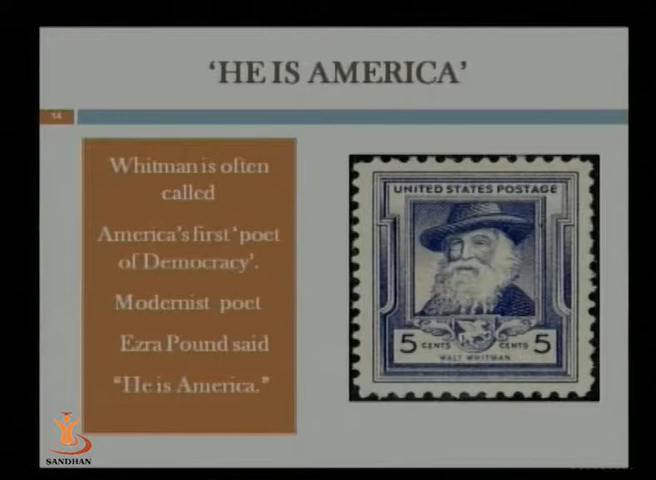 'HE IS AMERICA'
14
Whitman is often
called
America's first 'poet
of Democracy'.
Modernist poet
Ezra Pound said
"He is America."
UNITED STATES POSTAGE
5 CENTS CENTS 5
WALT WHITMAN
SANDHAN